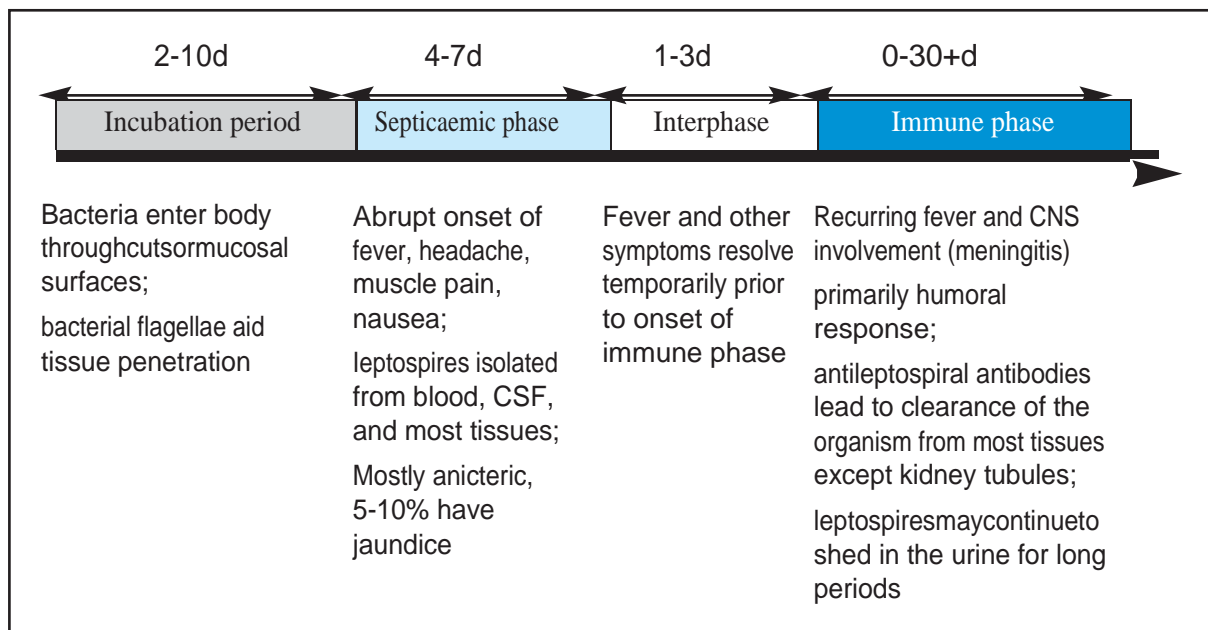 2-10d 4-7d 1-3d 0-30+d
Incubation period Septicaemic phase Interphase Immune phase
Bacteria enter body
throughcutsormucosal
surfaces;
bacterial flagellae aid
tissue penetration
Abrupt onset of
fever, headache,
muscle pain,
nausea;
leptospires isolated
from blood, CSF,
and most tissues;
Mostly anicteric,
5-10% have
jaundice
Fever and other
symptoms resolve
temporarily prior
to onset of
immune phase
Recurring fever and CNS
involvement (meningitis)
primarily humoral
response;
antileptospiral antibodies
lead to clearance of the
organism from most tissues
except kidney tubules;
leptospiresmaycontinueto
shed in the urine for long
periods